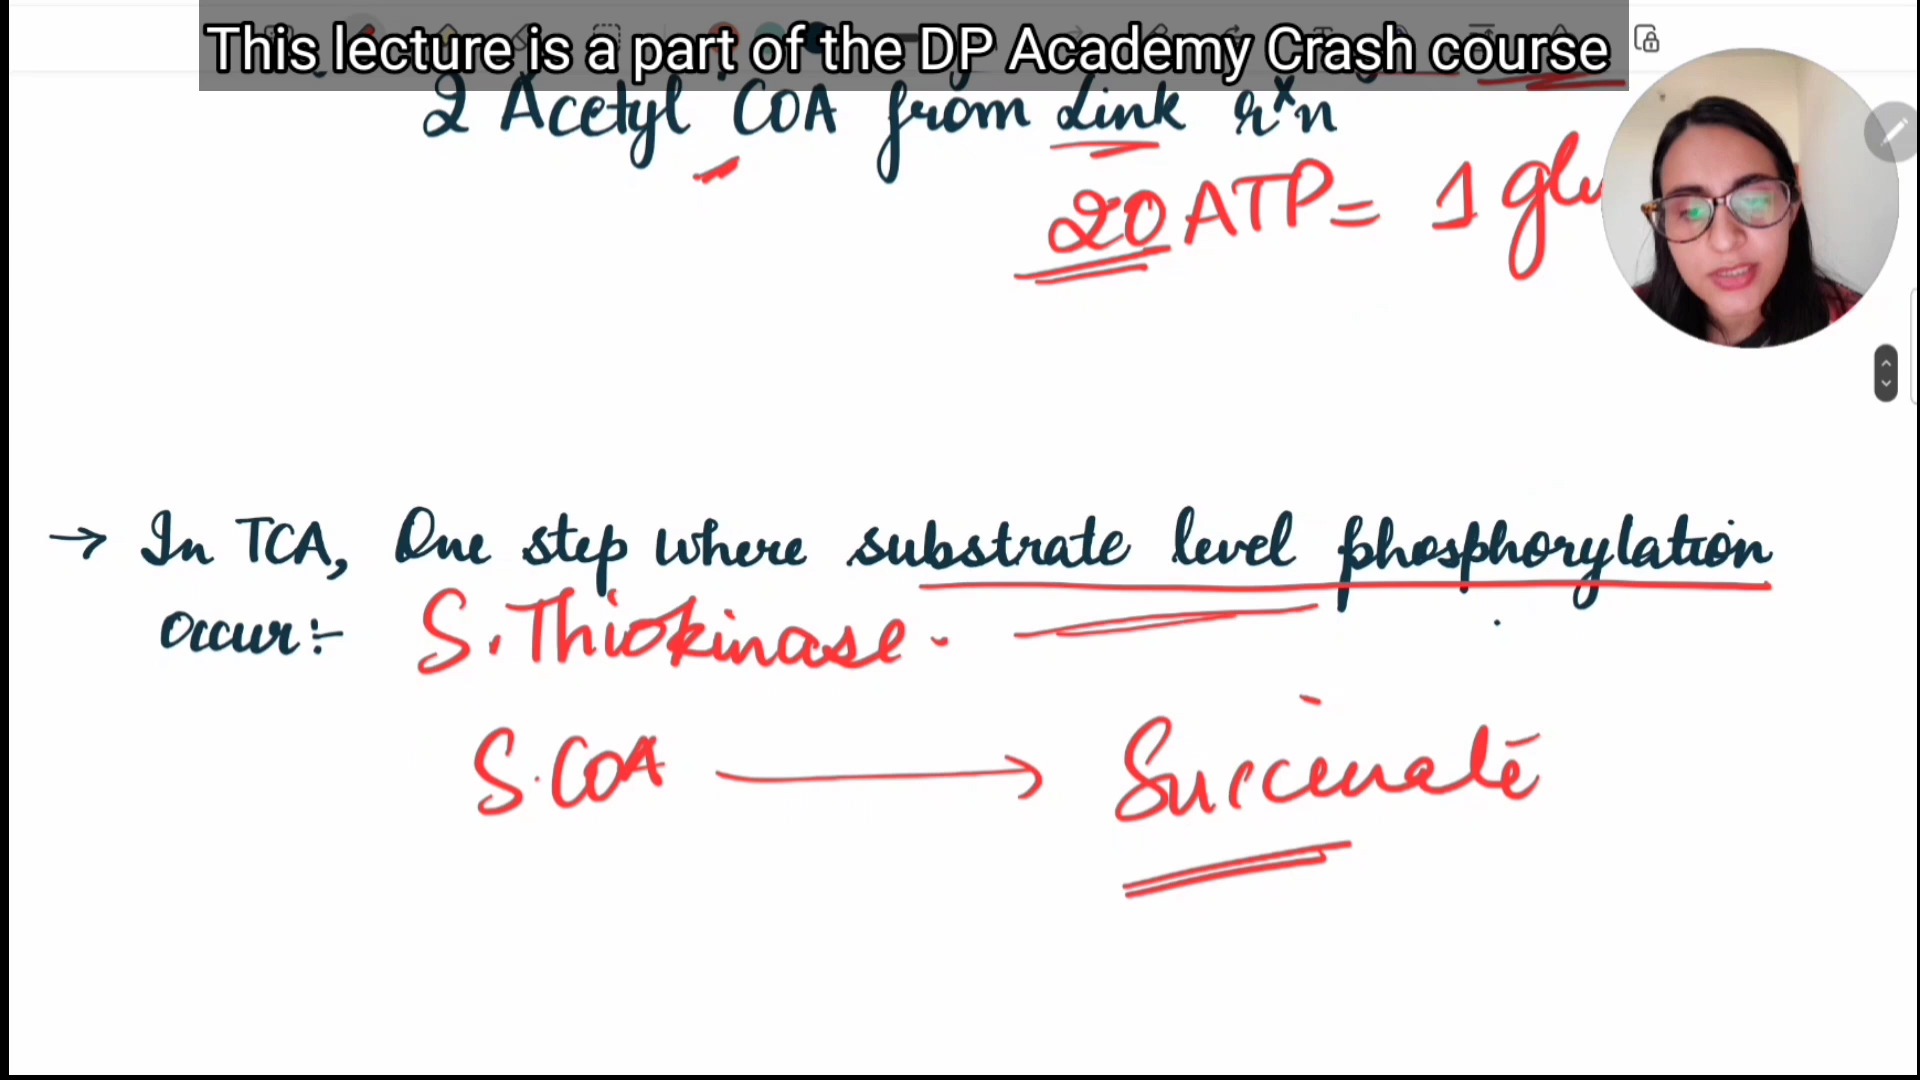 This lecture is a part of the DP Academy Crash course
2 Acetyl COA from Link rxn
20 ATP = 1 glu
→ In TCA, One step where substrate level phosphorylation
occur:-
S. Thiokinase.
S. COA → Succinate